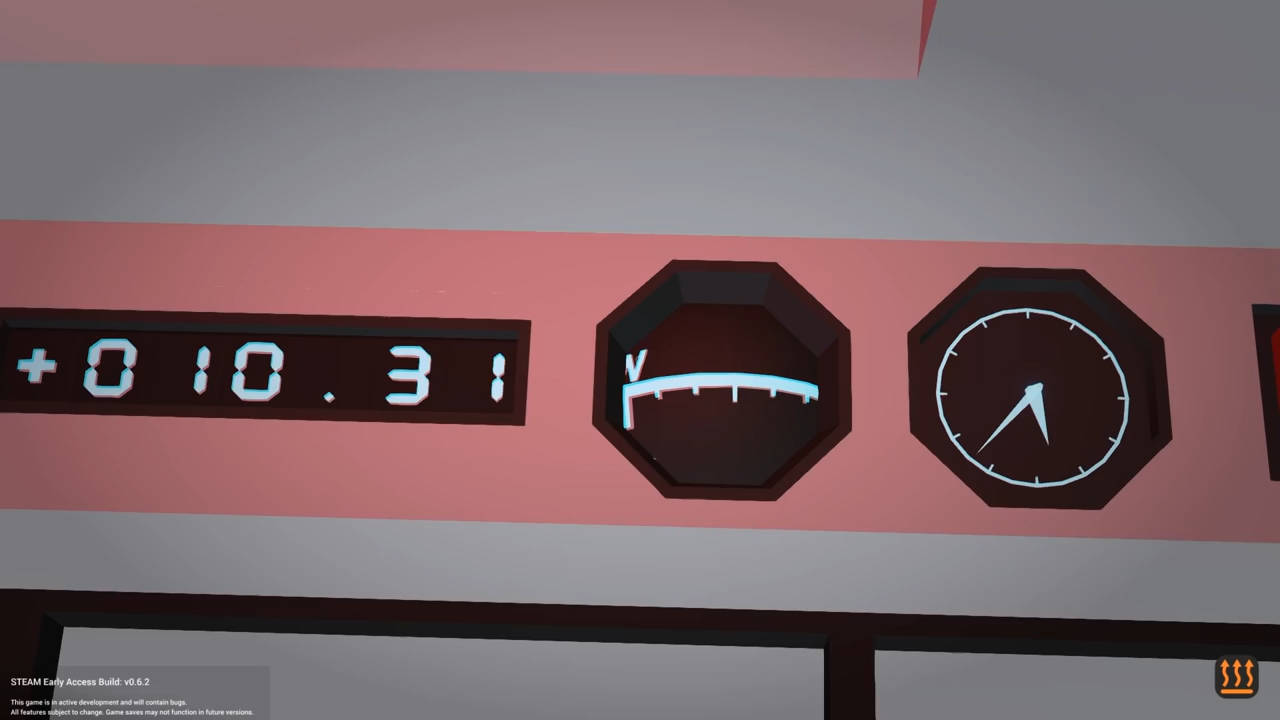 +010.31
V
STEAM Early Access Build: v0.6.2
This game is in active development and will contain bugs.
All features subject to change. Game saves may not function in future versions.